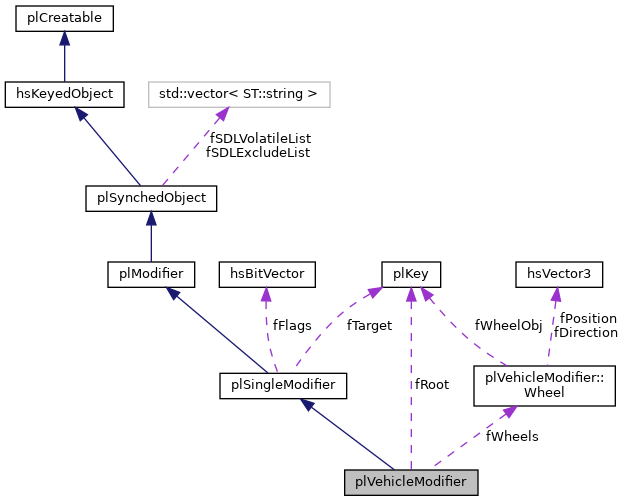 plCreatable
hsKeyedObject
std::vector< ST::string >
fSDLVolatileList
fSDLExcludeList
plSynchedObject
plModifier
hsBitVector
plKey
hsVector3
fFlags
fTarget
fWheelObj
fPosition
fDirection
plSingleModifier
fRoot
plVehicleModifier::
Wheel
fWheels
plVehicleModifier